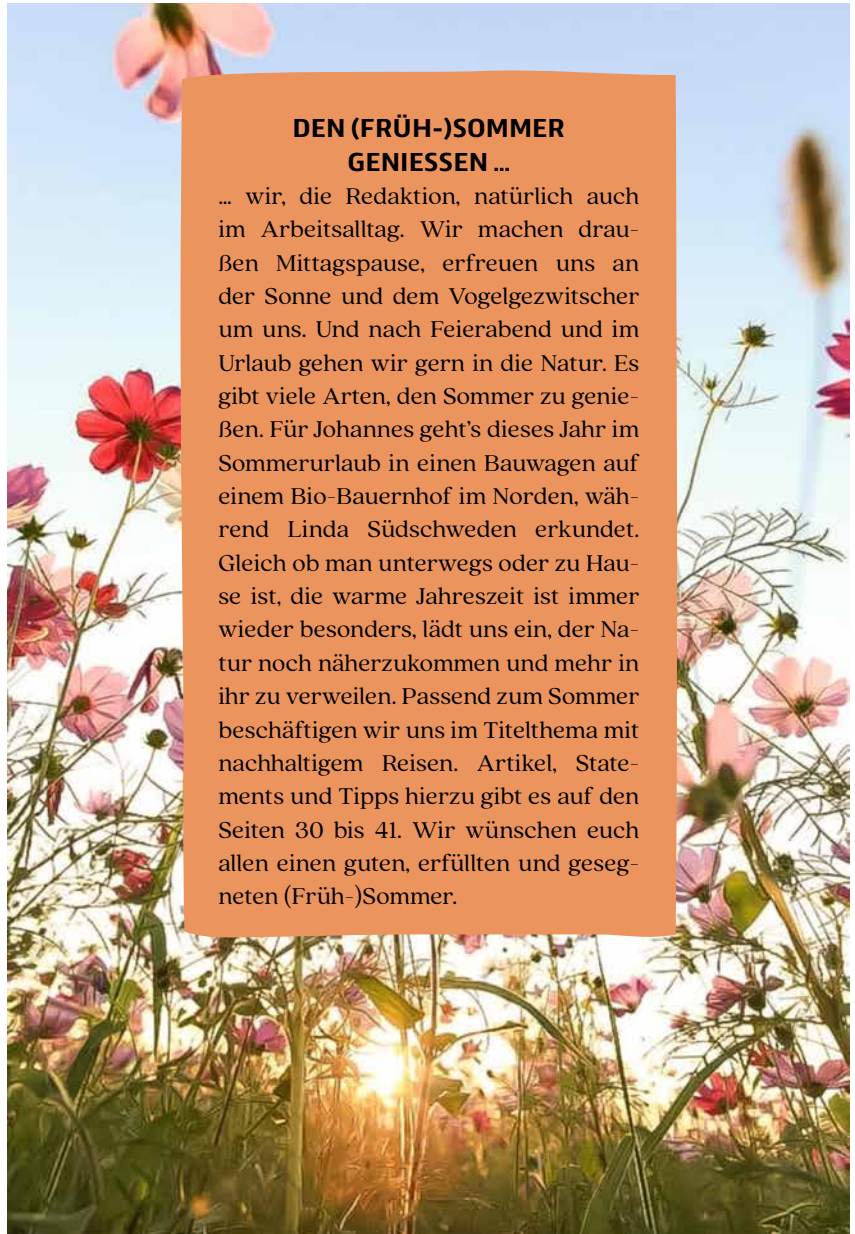 DEN (FRÜH-)SOMMER
GENIESSEN ...
... wir, die Redaktion, natürlich auch
im Arbeitsalltag. Wir machen drau-
ßen Mittagspause, erfreuen uns an
der Sonne und dem Vogelgezwitscher
um uns. Und nach Feierabend und im
Urlaub gehen wir gern in die Natur. Es
gibt viele Arten, den Sommer zu genie-
ßen. Für Johannes geht’s dieses Jahr im
Sommerurlaub in einen Bauwagen auf
einem Bio-Bauernhof im Norden, wäh-
rend Linda Südschweden erkundet.
Gleich ob man unterwegs oder zu Hau-
se ist, die warme Jahreszeit ist immer
wieder besonders, lädt uns ein, der Na-
tur noch näherzukommen und mehr in
ihr zu verweilen. Passend zum Sommer
beschäftigen wir uns im Titelthema mit
nachhaltigem Reisen. Artikel, State-
ments und Tipps hierzu gibt es auf den
Seiten 30 bis 41. Wir wünschen euch
allen einen guten, erfüllten und geseg-
neten (Früh-)Sommer.